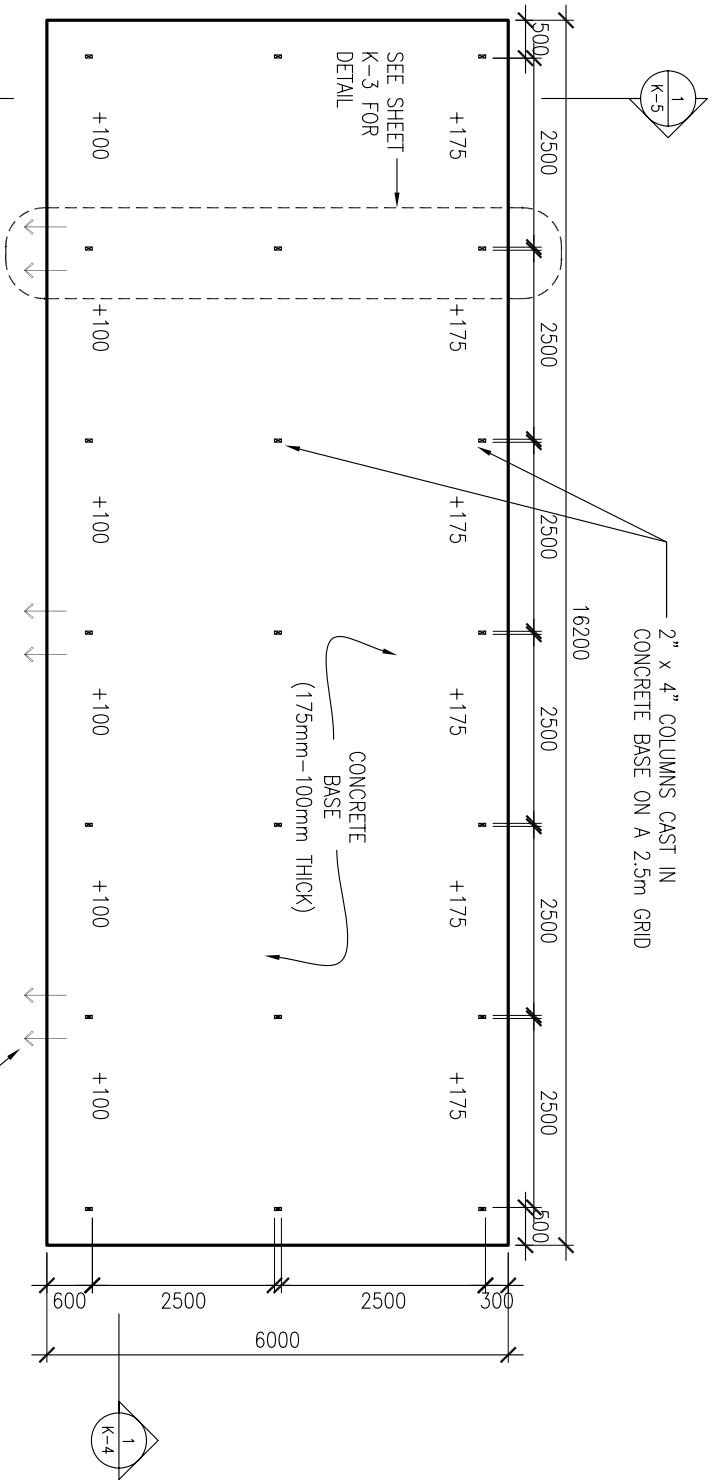 1
K-5
2" x 4" COLUMNS CAST IN
CONCRETE BASE ON A 2.5m GRID
16200
500
2500
2500
2500
2500
2500
2500
500
+175
+175
+175
+175
+175
+175
SEE SHEET
K-3 FOR
DETAIL
CONCRETE
BASE
(175mm-100mm THICK)
+100
+100
+100
+100
+100
+100
300
2500
2500
600
6000
1
K-4